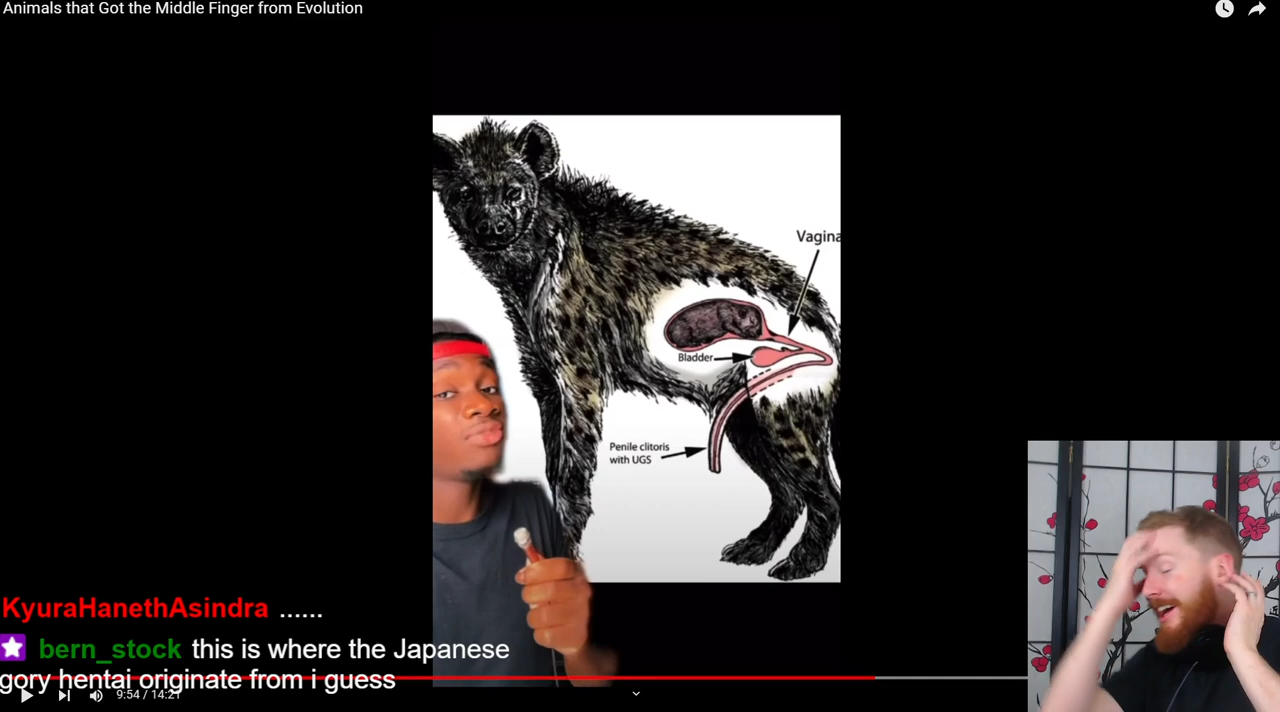 Animals that Got the Middle Finger from Evolution
Vagina
Bladder
Penile clitoris
with UGS
KyuraHanethAsindra ......
bern_stock this is where the Japanese
gory hentai originate from i guess
9:54 / 14:21